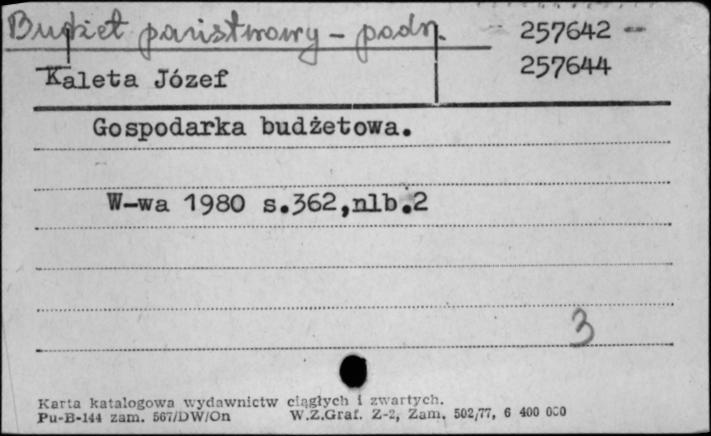 Budżet państwowy - podr.
257642 -
257644
Kaleta Józef
Gospodarka budżetowa.
W-wa 1980 s.362,nlb.2
3
Karta katalogowa wydawnictw ciągłych i zwartych.
Pu-B-144 zam. 567/DW/On W.Z.Graf. Z-2, Zam. 502/77, 6 400 000